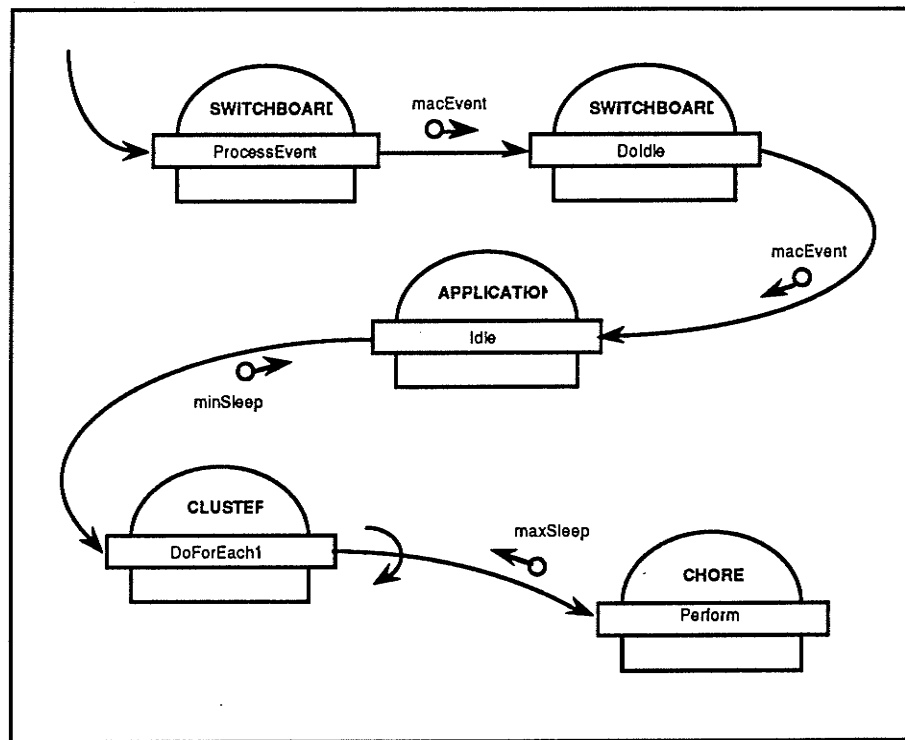 SWITCHBOARD
macEvent
SWITCHBOARD
ProcessEvent
DoIdle
macEvent
APPLICATION
Idle
minSleep
CLUSTER
maxSleep
DoForEach1
CHORE
Perform